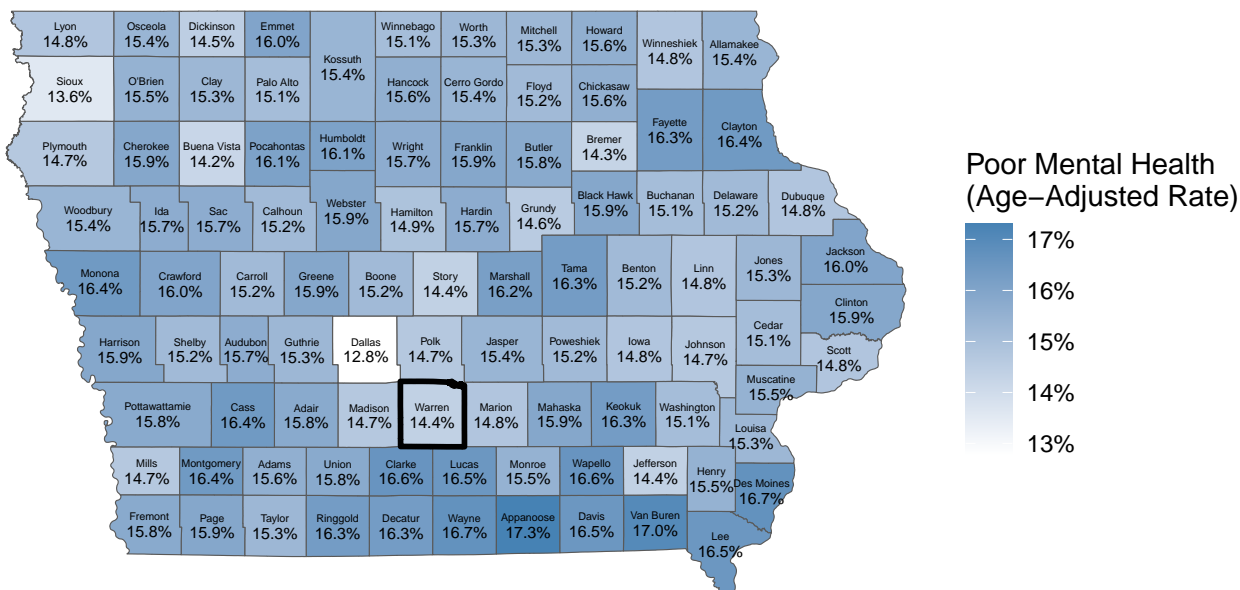 Lyon
14.8%
Osceola
15.4%
Dickinson
14.5%
Emmet
16.0%
Kossuth
15.4%
Winnebago
15.1%
Worth
15.3%
Mitchell
15.3%
Howard
15.6%
Winneshiek
14.8%
Allamakee
15.4%
Sioux
13.6%
O'Brien
15.5%
Clay
15.3%
Palo Alto
15.1%
Hancock
15.6%
Cerro Gordo
15.4%
Floyd
15.2%
Chickasaw
15.6%
Fayette
16.3%
Clayton
16.4%
Plymouth
14.7%
Cherokee
15.9%
Buena Vista
14.2%
Pocahontas
16.1%
Humboldt
16.1%
Wright
15.7%
Franklin
15.9%
Butler
15.8%
Bremer
14.3%
Woodbury
15.4%
Ida
15.7%
Sac
15.7%
Calhoun
15.2%
Webster
15.9%
Hamilton
14.9%
Hardin
15.7%
Grundy
14.6%
Black Hawk
15.9%
Buchanan
15.1%
Delaware
15.2%
Dubuque
14.8%
Monona
16.4%
Crawford
16.0%
Carroll
15.2%
Greene
15.9%
Boone
15.2%
Story
14.4%
Marshall
16.2%
Tama
16.3%
Benton
15.2%
Linn
14.8%
Jones
15.3%
Jackson
16.0%
Clinton
15.9%
Harrison
15.9%
Shelby
15.2%
Audubon
15.7%
Guthrie
15.3%
Dallas
12.8%
Polk
14.7%
Jasper
15.4%
Poweshiek
15.2%
Iowa
14.8%
Johnson
14.7%
Cedar
15.1%
Scott
14.8%
Muscatine
15.5%
Pottawattamie
15.8%
Cass
16.4%
Adair
15.8%
Madison
14.7%
Warren
14.4%
Marion
14.8%
Mahaska
15.9%
Keokuk
16.3%
Washington
15.1%
Louisa
15.3%
Mills
14.7%
Montgomery
16.4%
Adams
15.6%
Union
15.8%
Clarke
16.6%
Lucas
16.5%
Monroe
15.5%
Wapello
16.6%
Jefferson
14.4%
Henry
15.5%
Des Moines
16.7%
Fremont
15.8%
Page
15.9%
Taylor
15.3%
Ringgold
16.3%
Decatur
16.3%
Wayne
16.7%
Appanoose
17.3%
Davis
16.5%
Van Buren
17.0%
Lee
16.5%
Poor Mental Health
(Age−Adjusted Rate)
17%
16%
15%
14%
13%